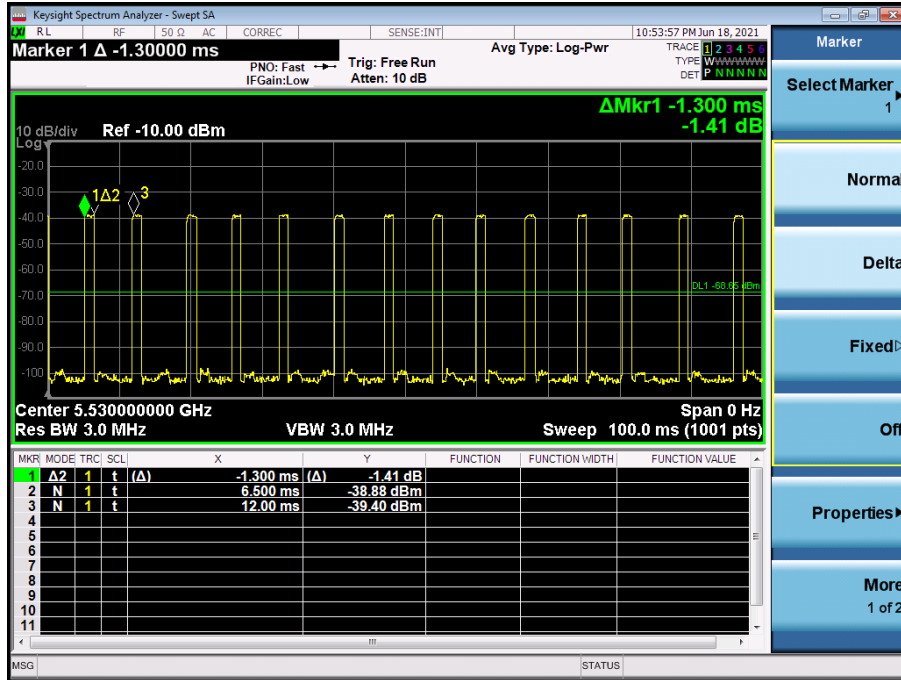 Keysight Spectrum Analyzer - Swept SA
LXI RL RF 50 Ω AC CORREC SENSE:INT 10:53:57 PM Jun 18, 2021
Marker 1 Δ -1.30000 ms
PNO: Fast
IFGain:Low
Trig: Free Run
Atten: 10 dB
Avg Type: Log-Pwr
TRACE 1 2 3 4 5 6
TYPE WWWWWW
DET P N N N N N
ΔMkr1 -1.300 ms
-1.41 dB
10 dB/div Ref -10.00 dBm
Log
-20.0
-30.0
-40.0
-50.0
-60.0
-70.0
-80.0
-90.0
-100
1Δ2
3
DL1 -68.65 dBm
Center 5.530000000 GHz Span 0 Hz
Res BW 3.0 MHz VBW 3.0 MHz Sweep 100.0 ms (1001 pts)
MKR MODE TRC SCL X Y FUNCTION FUNCTION WIDTH FUNCTION VALUE
1 Δ2 1 t (Δ) -1.300 ms (Δ) -1.41 dB
2 N 1 t 6.500 ms -38.88 dBm
3 N 1 t 12.00 ms -39.40 dBm
4
5
6
7
8
9
10
11
MSG STATUS
Marker
Select Marker
1
Normal
Delta
Fixed
Off
Properties
More
1 of 2